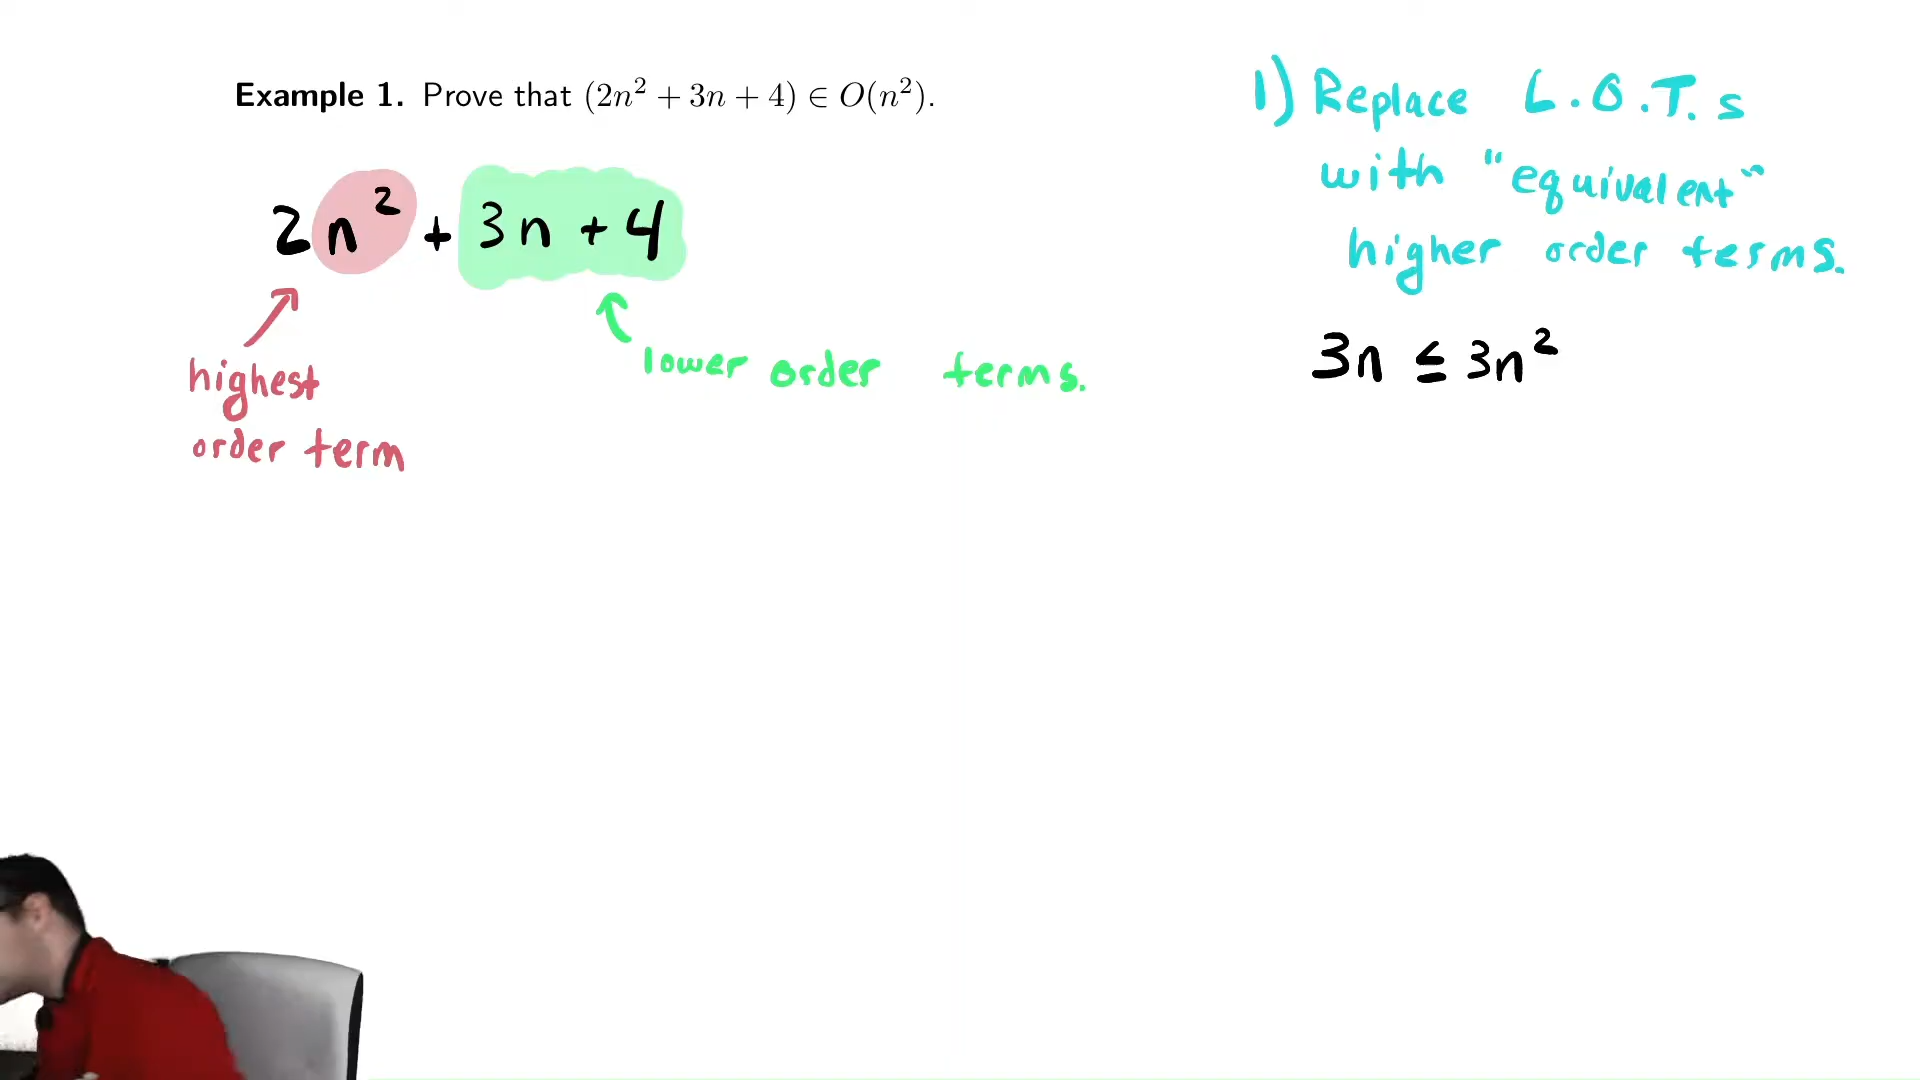 Example 1. Prove that (2n² + 3n + 4) ∈ O(n²).
2n² + 3n + 4
highest
order term
lower order terms.
1) Replace L.O.T.s
with "equivalent"
higher order terms.
3n ≤ 3n²